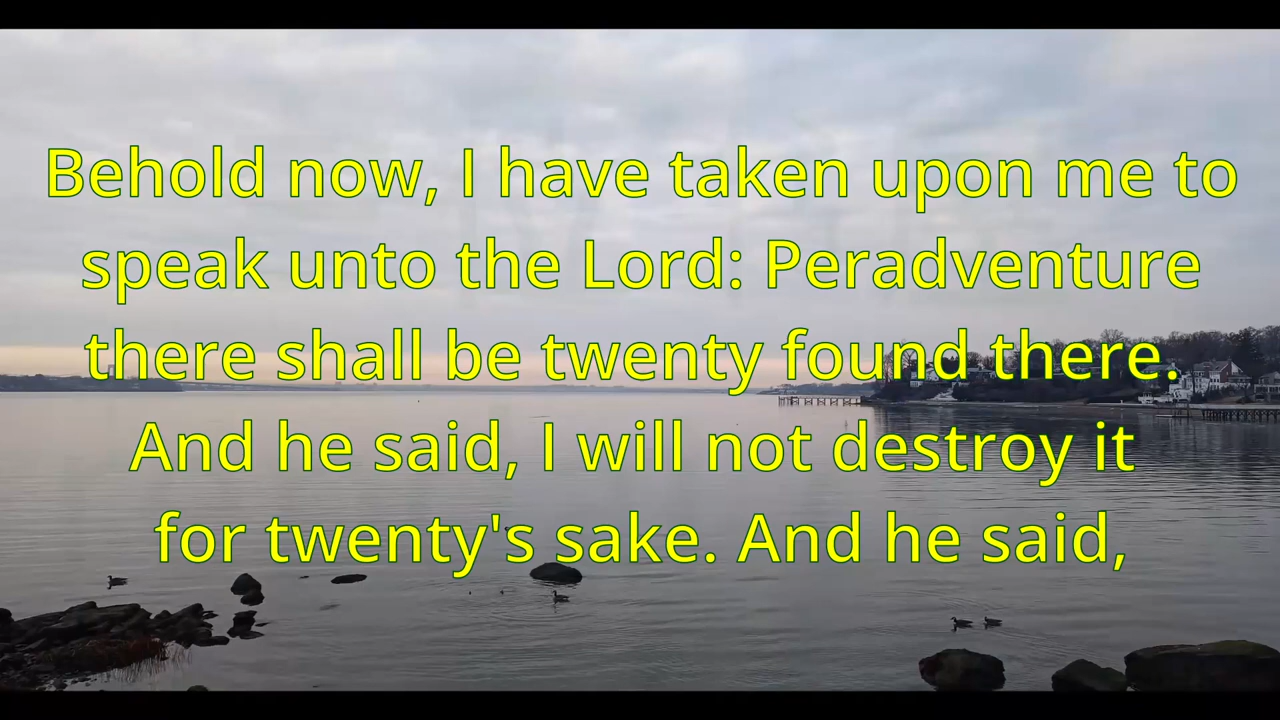 Behold now, I have taken upon me to
speak unto the Lord: Peradventure
there shall be twenty found there.
And he said, I will not destroy it
for twenty's sake. And he said,